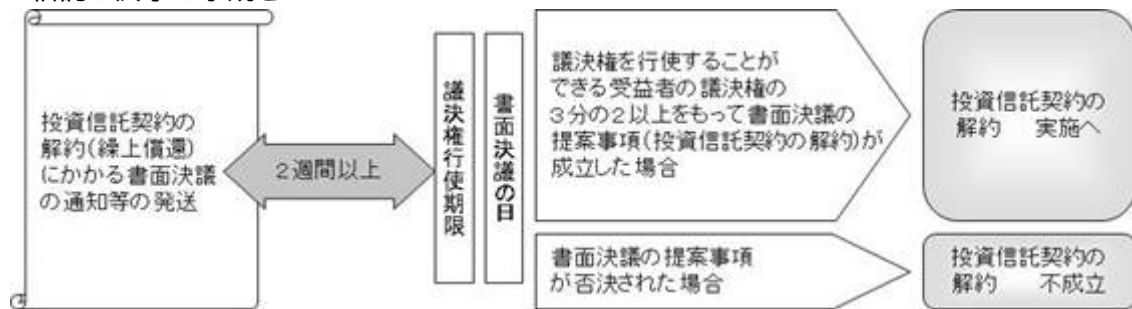 投資信託契約の
解約(繰上償還)
にかかる書面決議
の通知等の発送
2週間以上
議決権行使期限
書面決議の日
議決権を行使することが
できる受益者の議決権の
3分の2以上をもって書面決議の
提案事項(投資信託契約の解約)が
成立した場合
投資信託契約の
解約 実施へ
書面決議の提案事項
が否決された場合
投資信託契約の
解約 不成立